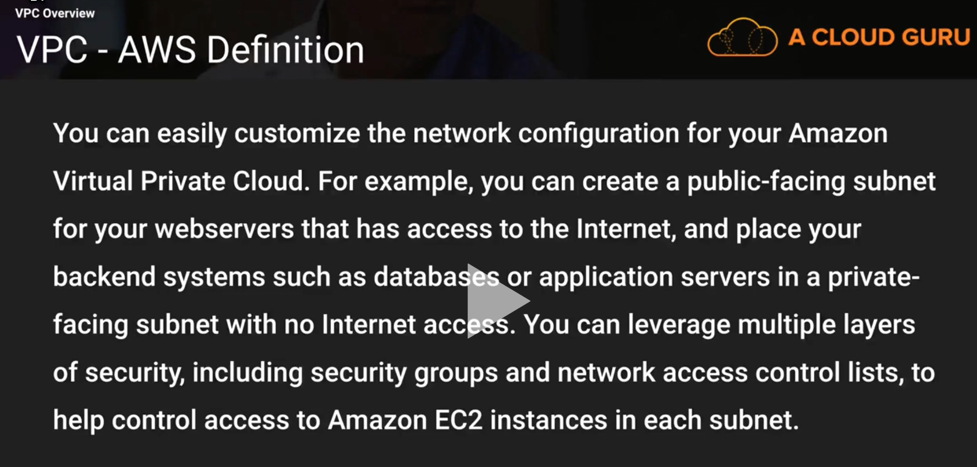 VPC Overview
VPC - AWS Definition
A CLOUD GURU
You can easily customize the network configuration for your Amazon
Virtual Private Cloud. For example, you can create a public-facing subnet
for your webservers that has access to the Internet, and place your
backend systems such as databases or application servers in a private-
facing subnet with no Internet access. You can leverage multiple layers
of security, including security groups and network access control lists, to
help control access to Amazon EC2 instances in each subnet.